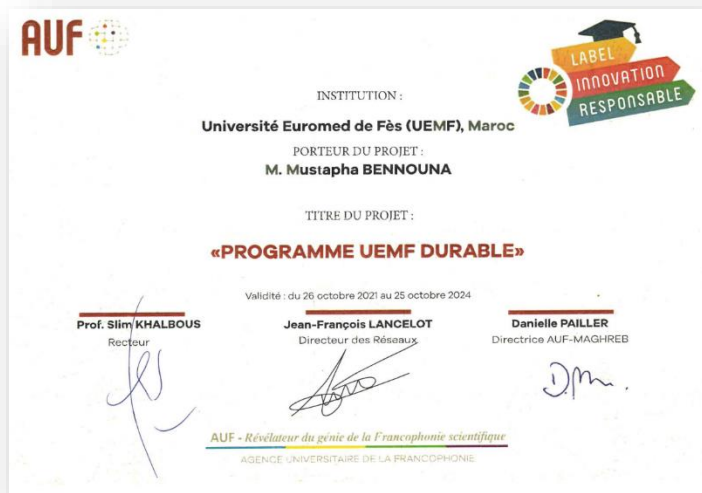 AUF
LABEL
INNOVATION
RESPONSABLE
INSTITUTION :
Université Euromed de Fès (UEMF), Maroc
PORTEUR DU PROJET :
M. Mustapha BENNOUNA
TITRE DU PROJET :
«PROGRAMME UEMF DURABLE»
Validité : du 26 octobre 2021 au 25 octobre 2024
Prof. Slim KHALBOUS
Recteur
Jean-François LANCELOT
Directeur des Réseaux
Danielle PAILLER
Directrice AUF-MAGHREB
AUF - Révélateur du génie de la Francophonie scientifique
AGENCE UNIVERSITAIRE DE LA FRANCOPHONIE